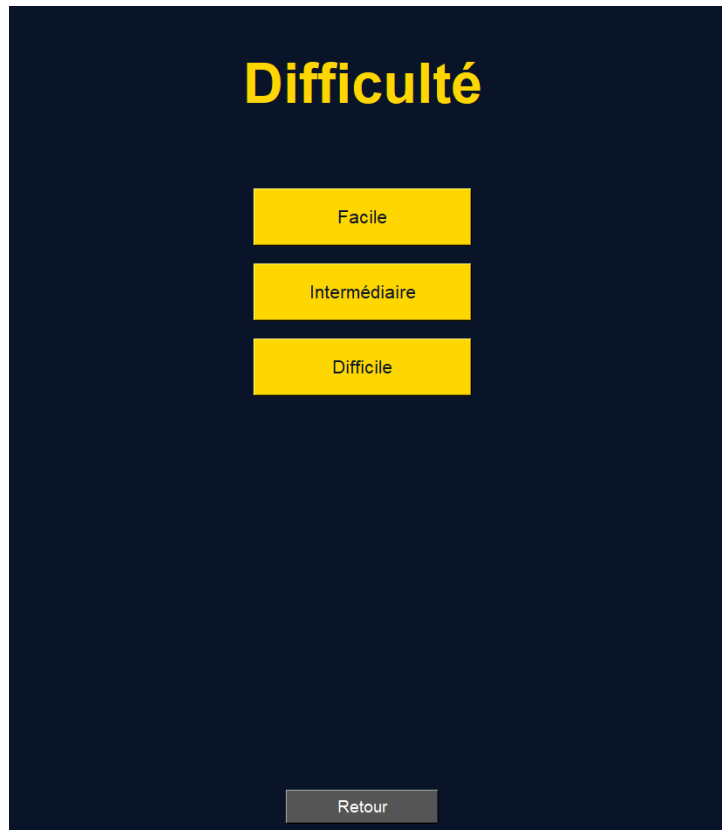 Difficulté
Facile
Intermédiaire
Difficile
Retour